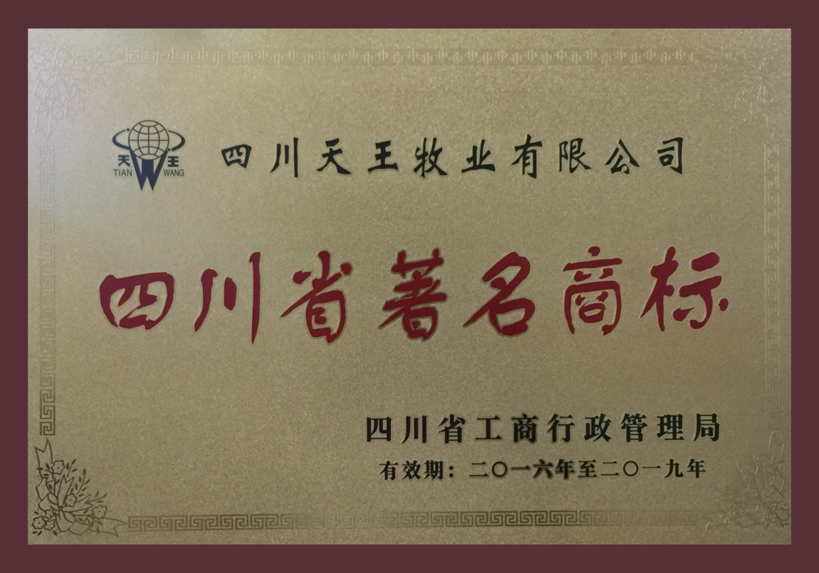 天 王
TIAN W WANG
四川天王牧业有限公司
四川省著名商标
四川省工商行政管理局
有效期：二〇一六年至二〇一九年